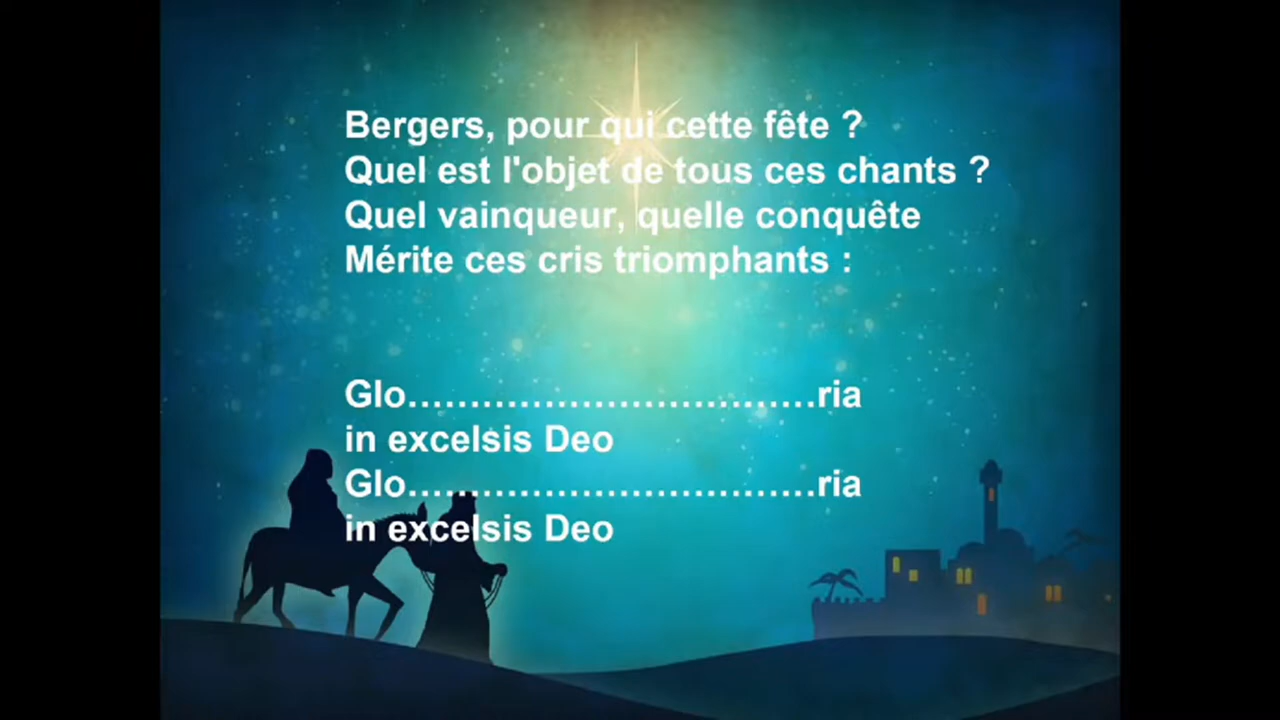 Bergers, pour qui cette fête ?
Quel est l'objet de tous ces chants ?
Quel vainqueur, quelle conquête
Mérite ces cris triomphants :
Glo.................................ria
in excelsis Deo
Glo.................................ria
in excelsis Deo